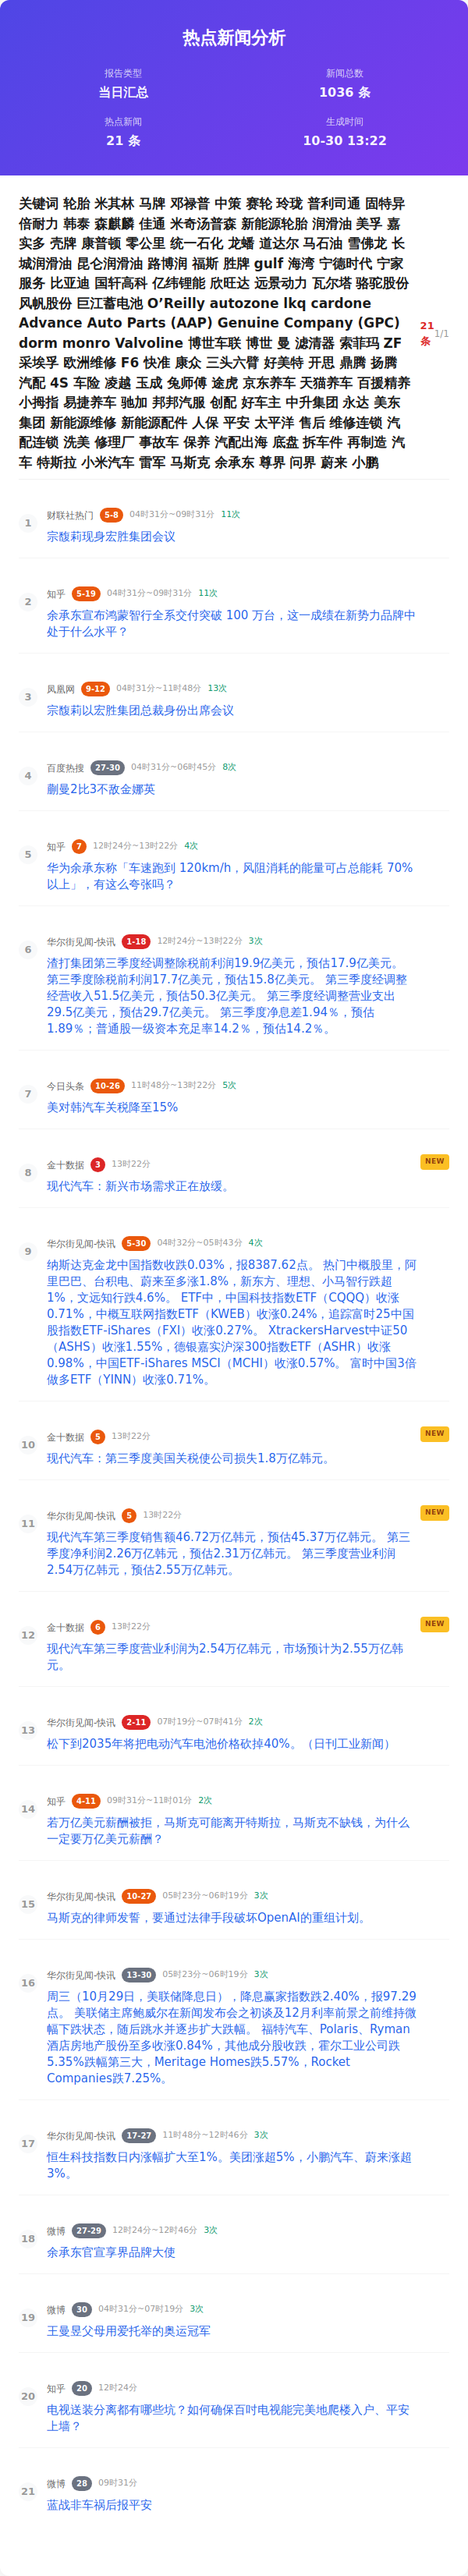 热点新闻分析
报告类型
当日汇总
新闻总数
1036 条
热点新闻
21 条
生成时间
10-30 13:22
关键词 轮胎 米其林 马牌 邓禄普 中策 赛轮 玲珑 普利司通 固特异
倍耐力 韩泰 森麒麟 佳通 米奇汤普森 新能源轮胎 润滑油 美孚 嘉
实多 壳牌 康普顿 零公里 统一石化 龙蟠 道达尔 马石油 雪佛龙 长
城润滑油 昆仑润滑油 路博润 福斯 胜牌 gulf 海湾 宁德时代 宁家
服务 比亚迪 国轩高科 亿纬锂能 欣旺达 远景动力 瓦尔塔 骆驼股份
风帆股份 巨江蓄电池 O’Reilly autozone lkq cardone
Advance Auto Parts (AAP) Genuine Company (GPC)
dorm monro Valvoline 博世车联 博世 曼 滤清器 索菲玛 ZF
采埃孚 欧洲维修 F6 快准 康众 三头六臂 好美特 开思 鼎腾 扬腾
汽配 4S 车险 凌越 玉成 兔师傅 途虎 京东养车 天猫养车 百援精养
小拇指 易捷养车 驰加 邦邦汽服 创配 好车主 中升集团 永达 美东
集团 新能源维修 新能源配件 人保 平安 太平洋 售后 维修连锁 汽
配连锁 洗美 修理厂 事故车 保养 汽配出海 底盘 拆车件 再制造 汽
车 特斯拉 小米汽车 雷军 马斯克 余承东 尊界 问界 蔚来 小鹏
21
条
1/1
1
财联社热门 5-8 04时31分~09时31分 11次
宗馥莉现身宏胜集团会议
2
知乎 5-19 04时31分~09时31分 11次
余承东宣布鸿蒙智行全系交付突破 100 万台，这一成绩在新势力品牌中
处于什么水平？
3
凤凰网 9-12 04时31分~11时48分 13次
宗馥莉以宏胜集团总裁身份出席会议
4
百度热搜 27-30 04时31分~06时45分 8次
蒯曼2比3不敌金娜英
5
知乎 7 12时24分~13时22分 4次
华为余承东称「车速跑到 120km/h，风阻消耗的能量可占总能耗 70%
以上」，有这么夸张吗？
6
华尔街见闻-快讯 1-18 12时24分~13时22分 3次
渣打集团第三季度经调整除税前利润19.9亿美元，预估17.9亿美元。
第三季度除税前利润17.7亿美元，预估15.8亿美元。 第三季度经调整
经营收入51.5亿美元，预估50.3亿美元。 第三季度经调整营业支出
29.5亿美元，预估29.7亿美元。 第三季度净息差1.94％，预估
1.89％；普通股一级资本充足率14.2％，预估14.2％。
7
今日头条 10-26 11时48分~13时22分 5次
美对韩汽车关税降至15%
8
金十数据 3 13时22分
NEW
现代汽车：新兴市场需求正在放缓。
9
华尔街见闻-快讯 5-30 04时32分~05时43分 4次
纳斯达克金龙中国指数收跌0.03%，报8387.62点。 热门中概股里，阿
里巴巴、台积电、蔚来至多涨1.8%，新东方、理想、小马智行跌超
1%，文远知行跌4.6%。 ETF中，中国科技指数ETF（CQQQ）收涨
0.71%，中概互联网指数ETF（KWEB）收涨0.24%，追踪富时25中国
股指数ETF-iShares（FXI）收涨0.27%。 XtrackersHarvest中证50
（ASHS）收涨1.55%，德银嘉实沪深300指数ETF（ASHR）收涨
0.98%，中国ETF-iShares MSCI（MCHI）收涨0.57%。 富时中国3倍
做多ETF（YINN）收涨0.71%。
10
金十数据 5 13时22分
NEW
现代汽车：第三季度美国关税使公司损失1.8万亿韩元。
11
华尔街见闻-快讯 5 13时22分
NEW
现代汽车第三季度销售额46.72万亿韩元，预估45.37万亿韩元。 第三
季度净利润2.26万亿韩元，预估2.31万亿韩元。 第三季度营业利润
2.54万亿韩元，预估2.55万亿韩元。
12
金十数据 6 13时22分
NEW
现代汽车第三季度营业利润为2.54万亿韩元，市场预计为2.55万亿韩
元。
13
华尔街见闻-快讯 2-11 07时19分~07时41分 2次
松下到2035年将把电动汽车电池价格砍掉40%。（日刊工业新闻）
14
知乎 4-11 09时31分~11时01分 2次
若万亿美元薪酬被拒，马斯克可能离开特斯拉，马斯克不缺钱，为什么
一定要万亿美元薪酬？
15
华尔街见闻-快讯 10-27 05时23分~06时19分 3次
马斯克的律师发誓，要通过法律手段破坏OpenAI的重组计划。
16
华尔街见闻-快讯 13-30 05时23分~06时19分 3次
周三（10月29日，美联储降息日），降息赢家指数跌2.40%，报97.29
点。 美联储主席鲍威尔在新闻发布会之初谈及12月利率前景之前维持微
幅下跌状态，随后跳水并逐步扩大跌幅。 福特汽车、Polaris、Ryman
酒店房地产股份至多收涨0.84%，其他成分股收跌，霍尔工业公司跌
5.35%跌幅第三大，Meritage Homes跌5.57%，Rocket
Companies跌7.25%。
17
华尔街见闻-快讯 17-27 11时48分~12时46分 3次
恒生科技指数日内涨幅扩大至1%。美团涨超5%，小鹏汽车、蔚来涨超
3%。
18
微博 27-29 12时24分~12时46分 3次
余承东官宣享界品牌大使
19
微博 30 04时31分~07时19分 3次
王曼昱父母用爱托举的奥运冠军
20
知乎 20 12时24分
电视送装分离都有哪些坑？如何确保百吋电视能完美地爬楼入户、平安
上墙？
21
微博 28 09时31分
蓝战非车祸后报平安